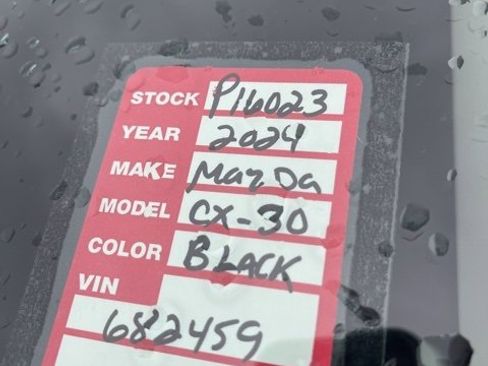 STOCK P16023
YEAR 2024
MAKE Mazda
MODEL CX-30
COLOR BLACK
VIN
682459